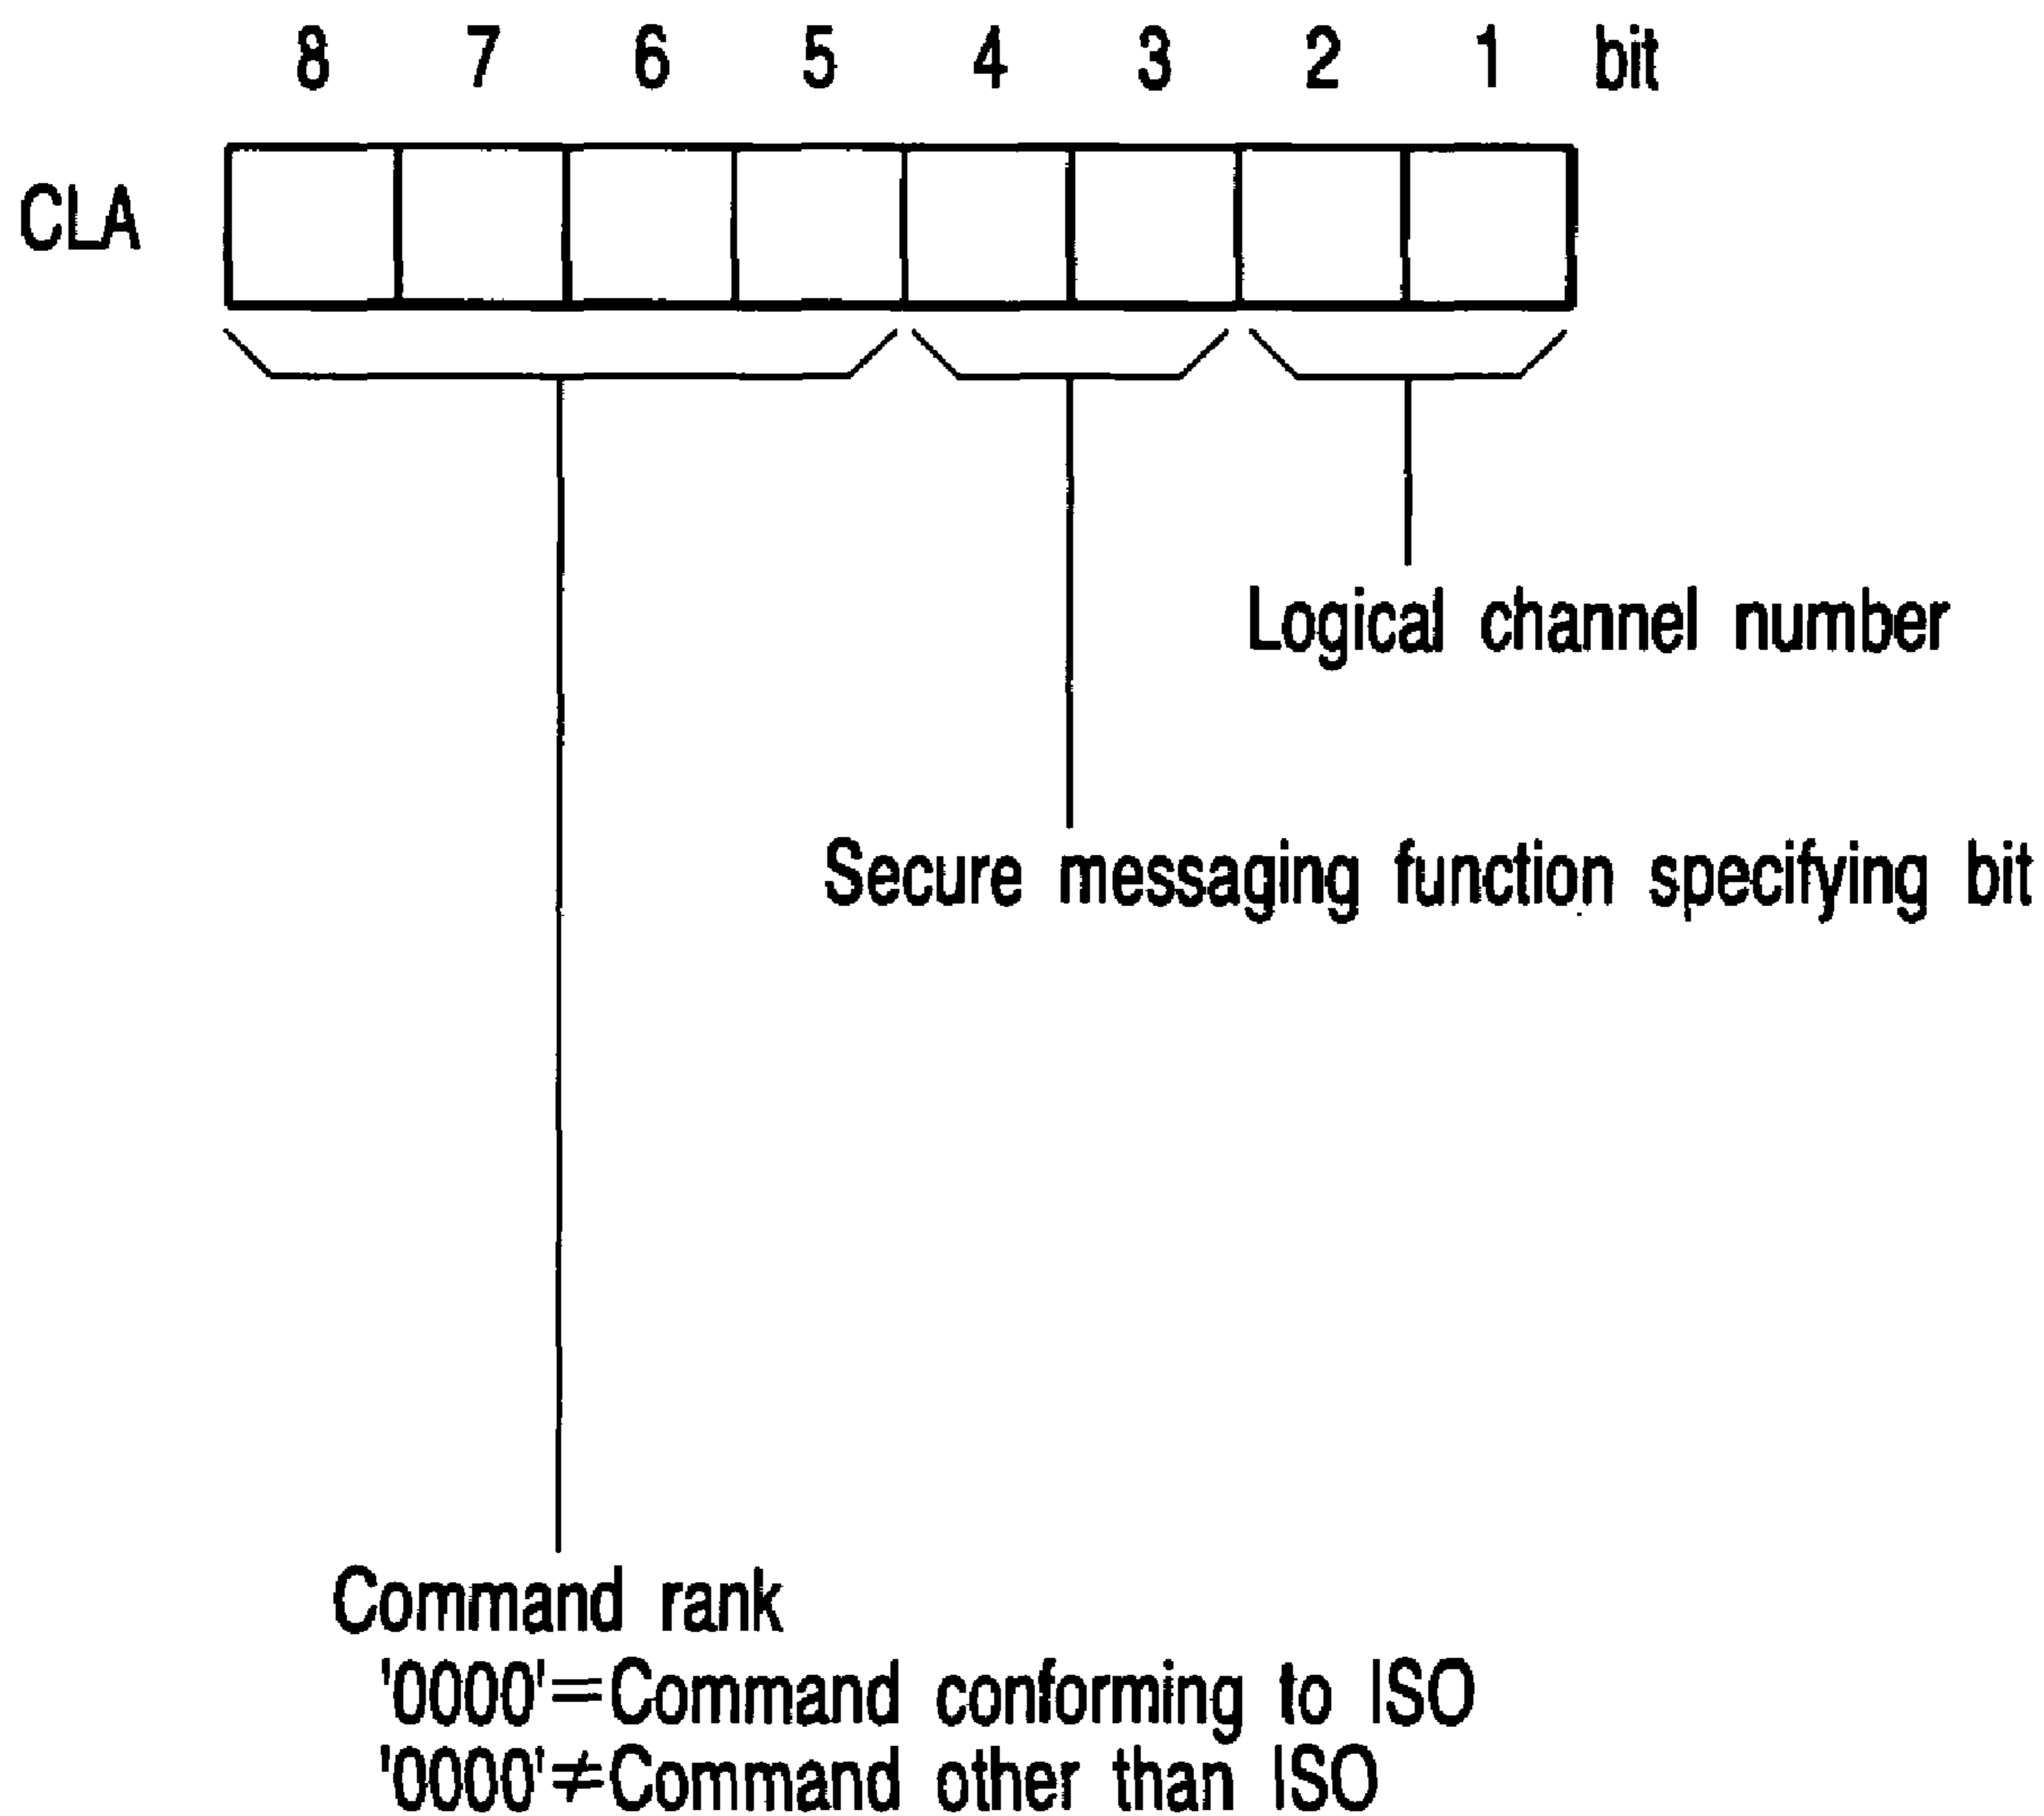 8 7 6 5 4 3 2 1 bit
CLA
Logical channel number
Secure messaging function specifying bit
Command rank
'0000'=Command conforming to ISO
'0000'≠Command other than ISO